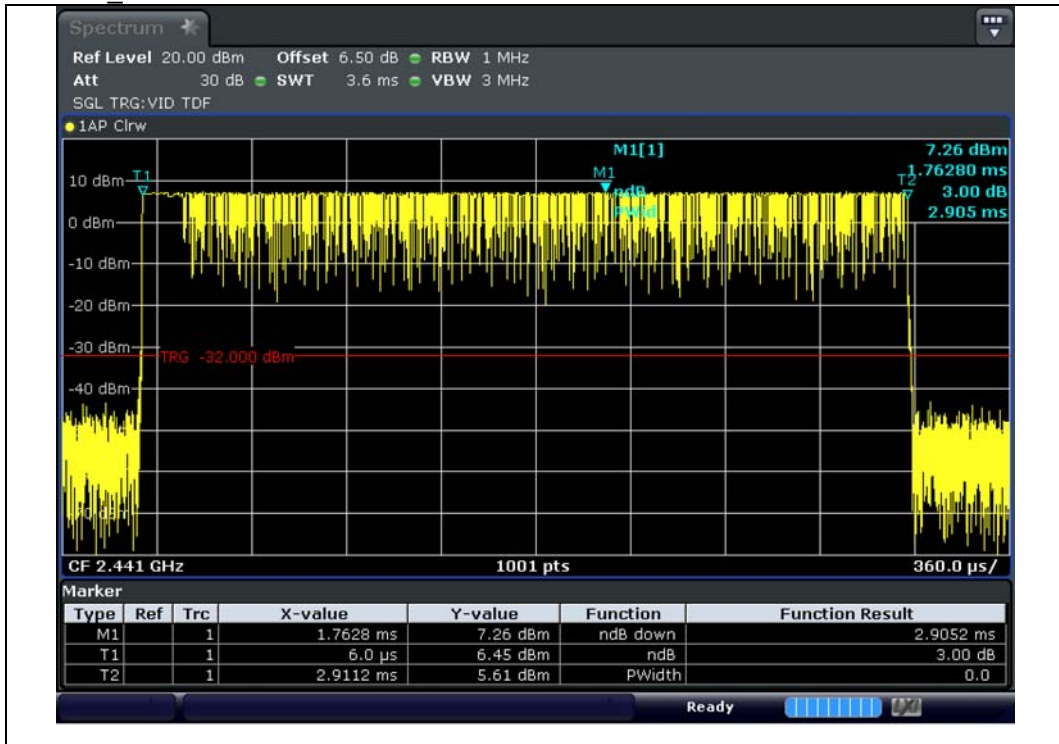 Spectrum
Ref Level 20.00 dBm Offset 6.50 dB RBW 1 MHz
Att 30 dB SWT 3.6 ms VBW 3 MHz
SGL TRG:VID TDF
1AP Clrw
M1[1] 7.26 dBm
1.76280 ms
ndB 3.00 dB
PWid 2.905 ms
T1
M1
T2
10 dBm
0 dBm
-10 dBm
-20 dBm
-30 dBm
TRG -32.000 dBm
-40 dBm
CF 2.441 GHz 1001 pts 360.0 µs/
Marker
Type Ref Trc X-value Y-value Function Function Result
M1 1 1.7628 ms 7.26 dBm ndB down 2.9052 ms
T1 1 6.0 µs 6.45 dBm ndB 3.00 dB
T2 1 2.9112 ms 5.61 dBm PWidth 0.0
Ready